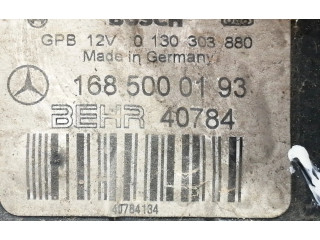 BOSCH
GPB 12V 0 130 303 880
Made in Germany
168 500 01 93
BEHR 40784
40784134